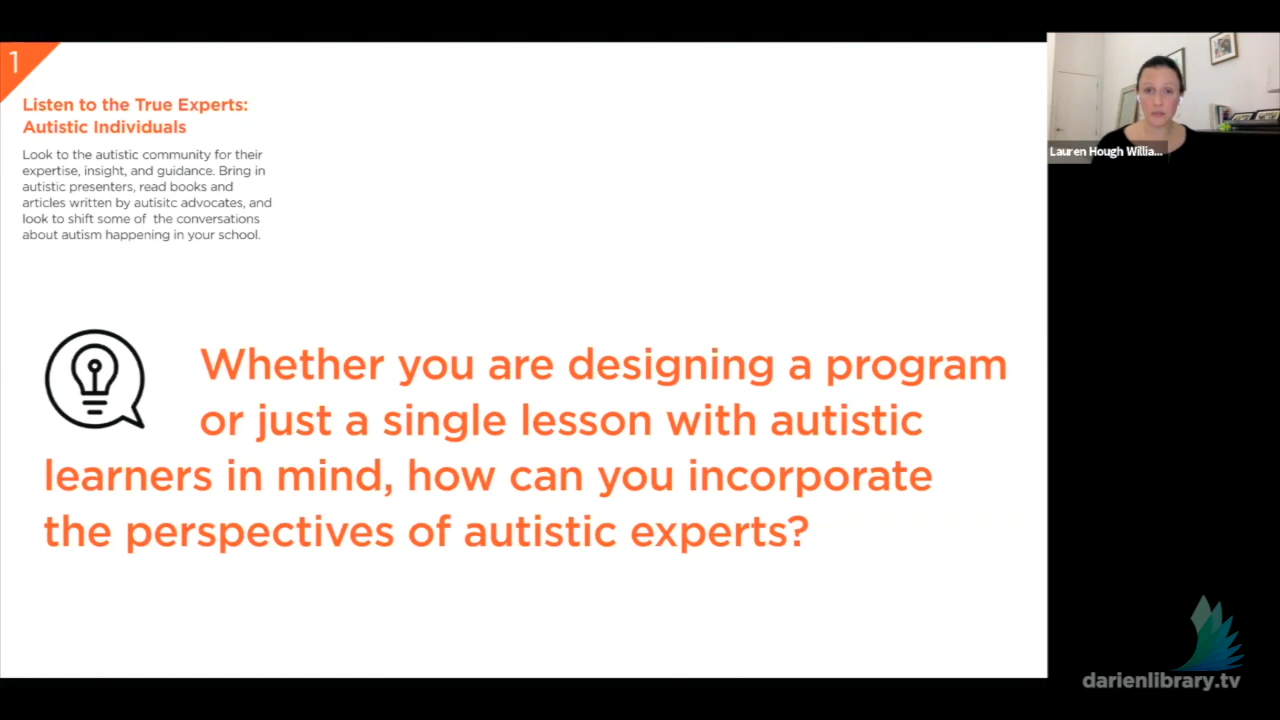 1
Listen to the True Experts:
Autistic Individuals
Look to the autistic community for their
expertise, insight, and guidance. Bring in
autistic presenters, read books and
articles written by autisitc advocates, and
look to shift some of the conversations
about autism happening in your school.
Whether you are designing a program
or just a single lesson with autistic
learners in mind, how can you incorporate
the perspectives of autistic experts?
Lauren Hough Willia...
darienlibrary.tv